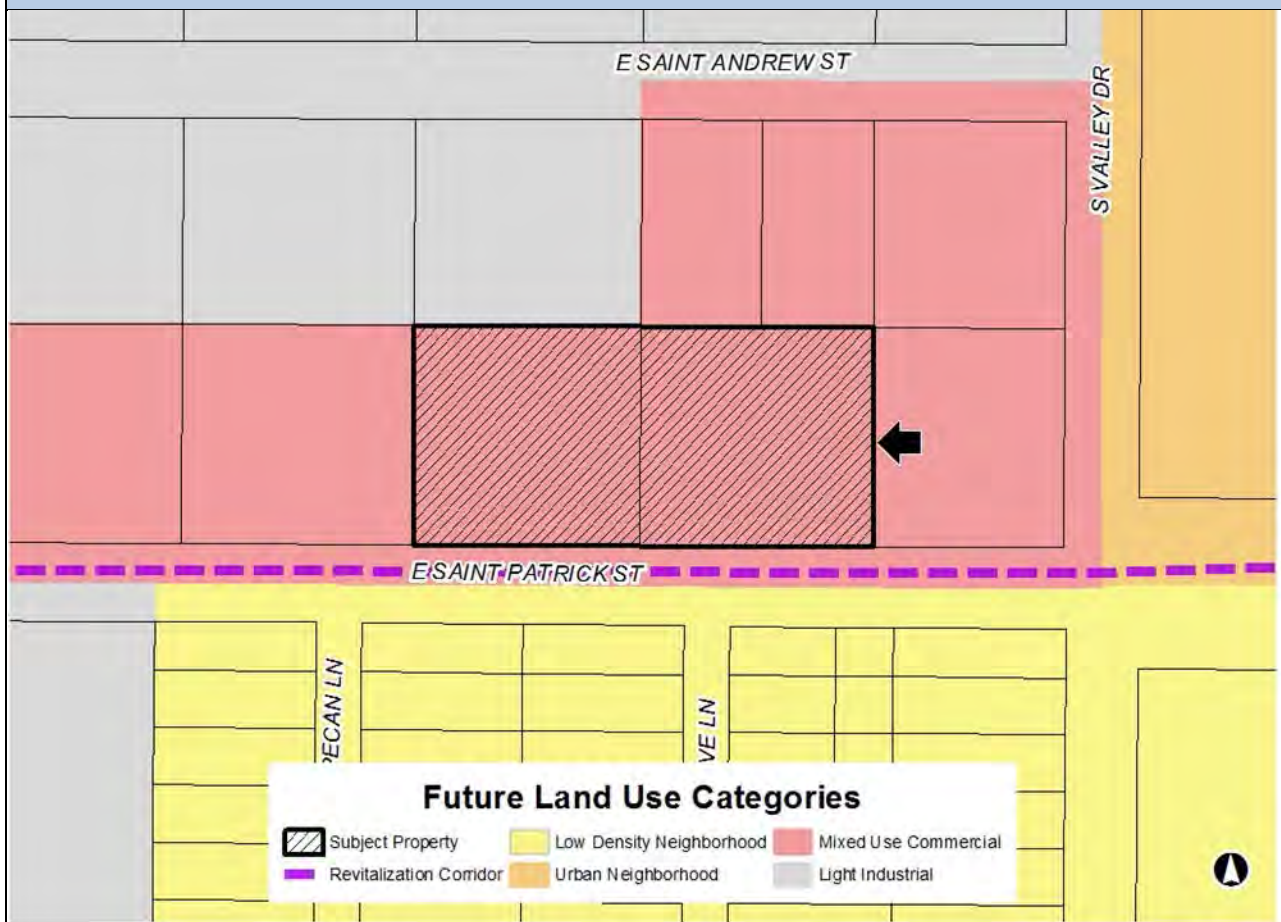 E SAINT ANDREW ST
S VALLEY DR
E SAINT PATRICK ST
PECAN LN
VE LN
Future Land Use Categories
Subject Property
Low Density Neighborhood
Mixed Use Commercial
Revitalization Corridor
Urban Neighborhood
Light Industrial